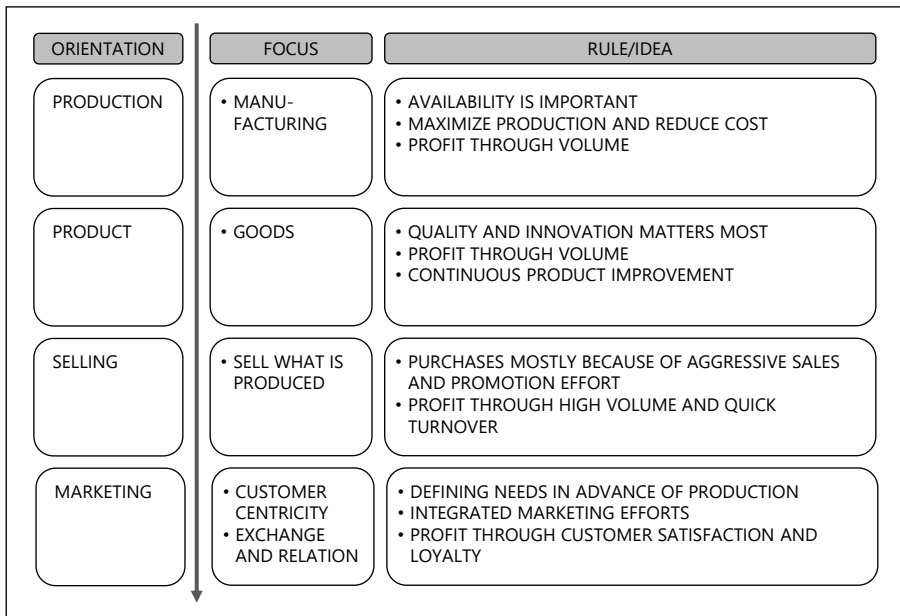 ORIENTATION
FOCUS
RULE/IDEA
PRODUCTION
• MANU-
FACTURING
• AVAILABILITY IS IMPORTANT
• MAXIMIZE PRODUCTION AND REDUCE COST
• PROFIT THROUGH VOLUME
PRODUCT
• GOODS
• QUALITY AND INNOVATION MATTERS MOST
• PROFIT THROUGH VOLUME
• CONTINUOUS PRODUCT IMPROVEMENT
SELLING
• SELL WHAT IS
PRODUCED
• PURCHASES MOSTLY BECAUSE OF AGGRESSIVE SALES
AND PROMOTION EFFORT
• PROFIT THROUGH HIGH VOLUME AND QUICK
TURNOVER
MARKETING
• CUSTOMER
CENTRICITY
• EXCHANGE
AND RELATION
• DEFINING NEEDS IN ADVANCE OF PRODUCTION
• INTEGRATED MARKETING EFFORTS
• PROFIT THROUGH CUSTOMER SATISFACTION AND
LOYALTY